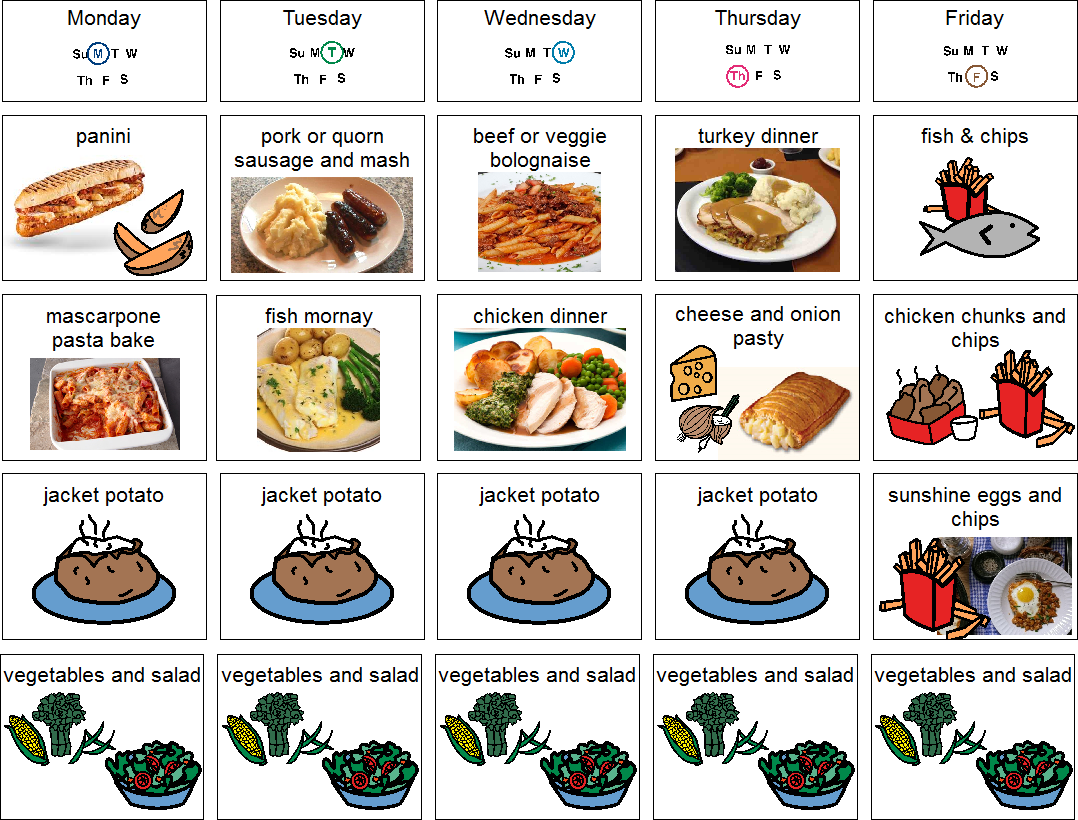 Monday
Su M T W
Th F S
Tuesday
Su M T W
Th F S
Wednesday
Su M T W
Th F S
Thursday
Su M T W
Th F S
Friday
Su M T W
Th F S
panini
pork or quorn
sausage and mash
beef or veggie
bolognaise
turkey dinner
fish & chips
mascarpone
pasta bake
fish mornay
chicken dinner
cheese and onion
pasty
chicken chunks and
chips
jacket potato
jacket potato
jacket potato
jacket potato
sunshine eggs and
chips
vegetables and salad
vegetables and salad
vegetables and salad
vegetables and salad
vegetables and salad